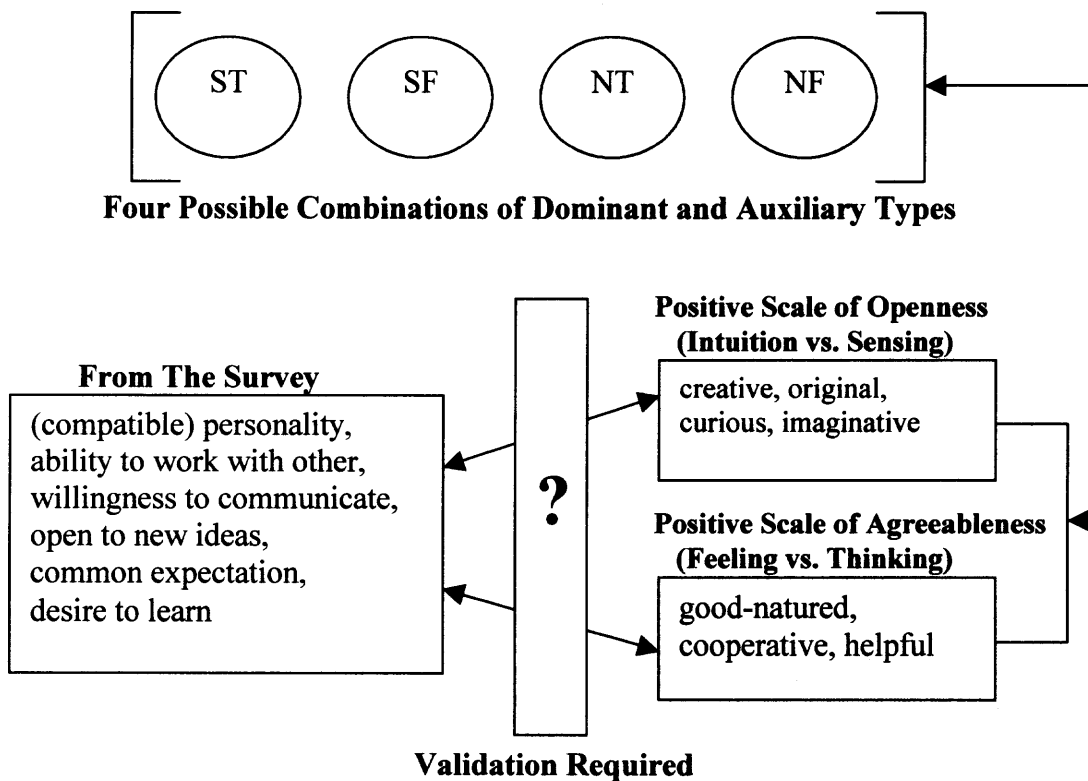 ST SF NT NF
Four Possible Combinations of Dominant and Auxiliary Types
From The Survey
(compatible) personality,
ability to work with other,
willingness to communicate,
open to new ideas,
common expectation,
desire to learn
?
Positive Scale of Openness
(Intuition vs. Sensing)
creative, original,
curious, imaginative
Positive Scale of Agreeableness
(Feeling vs. Thinking)
good-natured,
cooperative, helpful
Validation Required